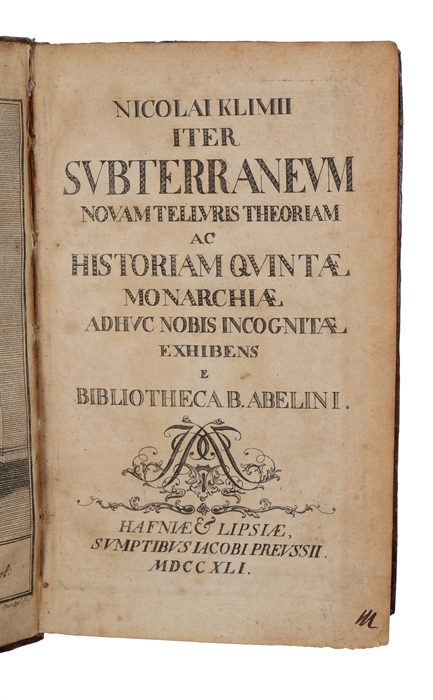 NICOLAI KLIMII
ITER
SVBTERRANEVM
NOVAM TELLVRIS THEORIAM
AC
HISTORIAM QVINTÆ
MONARCHIÆ
ADHVC NOBIS INCOGNITÆ
EXHIBENS
E
BIBLIOTHECA B. ABELINI.
HAFNIÆ & LIPSIÆ,
SVMPTIBVS IACOBI PREVSSII.
MDCCXLI.